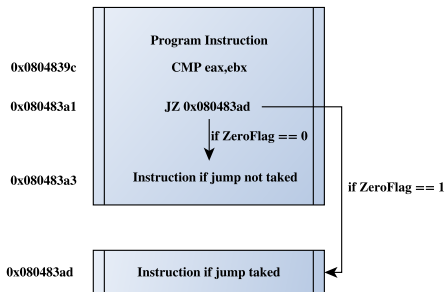 Program Instruction
0x0804839c CMP eax,ebx
0x080483a1 JZ 0x080483ad
if ZeroFlag == 0
0x080483a3 Instruction if jump not taked
if ZeroFlag == 1
0x080483ad Instruction if jump taked